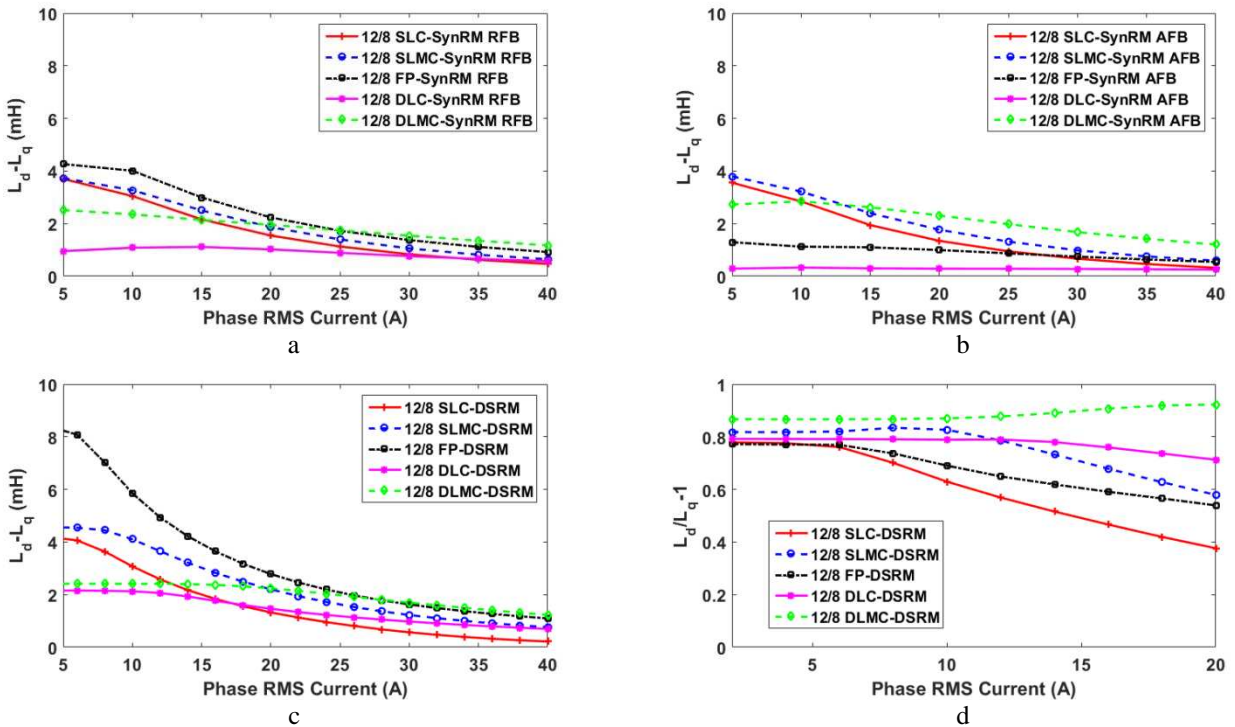 10
8
6
4
2
0
L_d-L_q (mH)
12/8 SLC-SynRM RFB
12/8 SLMC-SynRM RFB
12/8 FP-SynRM RFB
12/8 DLC-SynRM RFB
12/8 DLMC-SynRM RFB
5 10 15 20 25 30 35 40
Phase RMS Current (A)
a
10
8
6
4
2
0
L_d-L_q (mH)
12/8 SLC-SynRM AFB
12/8 SLMC-SynRM AFB
12/8 FP-SynRM AFB
12/8 DLC-SynRM AFB
12/8 DLMC-SynRM AFB
5 10 15 20 25 30 35 40
Phase RMS Current (A)
b
10
8
6
4
2
0
L_d-L_q (mH)
12/8 SLC-DSRM
12/8 SLMC-DSRM
12/8 FP-DSRM
12/8 DLC-DSRM
12/8 DLMC-DSRM
5 10 15 20 25 30 35 40
Phase RMS Current (A)
c
1
0.8
0.6
0.4
0.2
0
L_d/L_q-1
12/8 SLC-DSRM
12/8 SLMC-DSRM
12/8 FP-DSRM
12/8 DLC-DSRM
12/8 DLMC-DSRM
5 10 15 20
Phase RMS Current (A)
d